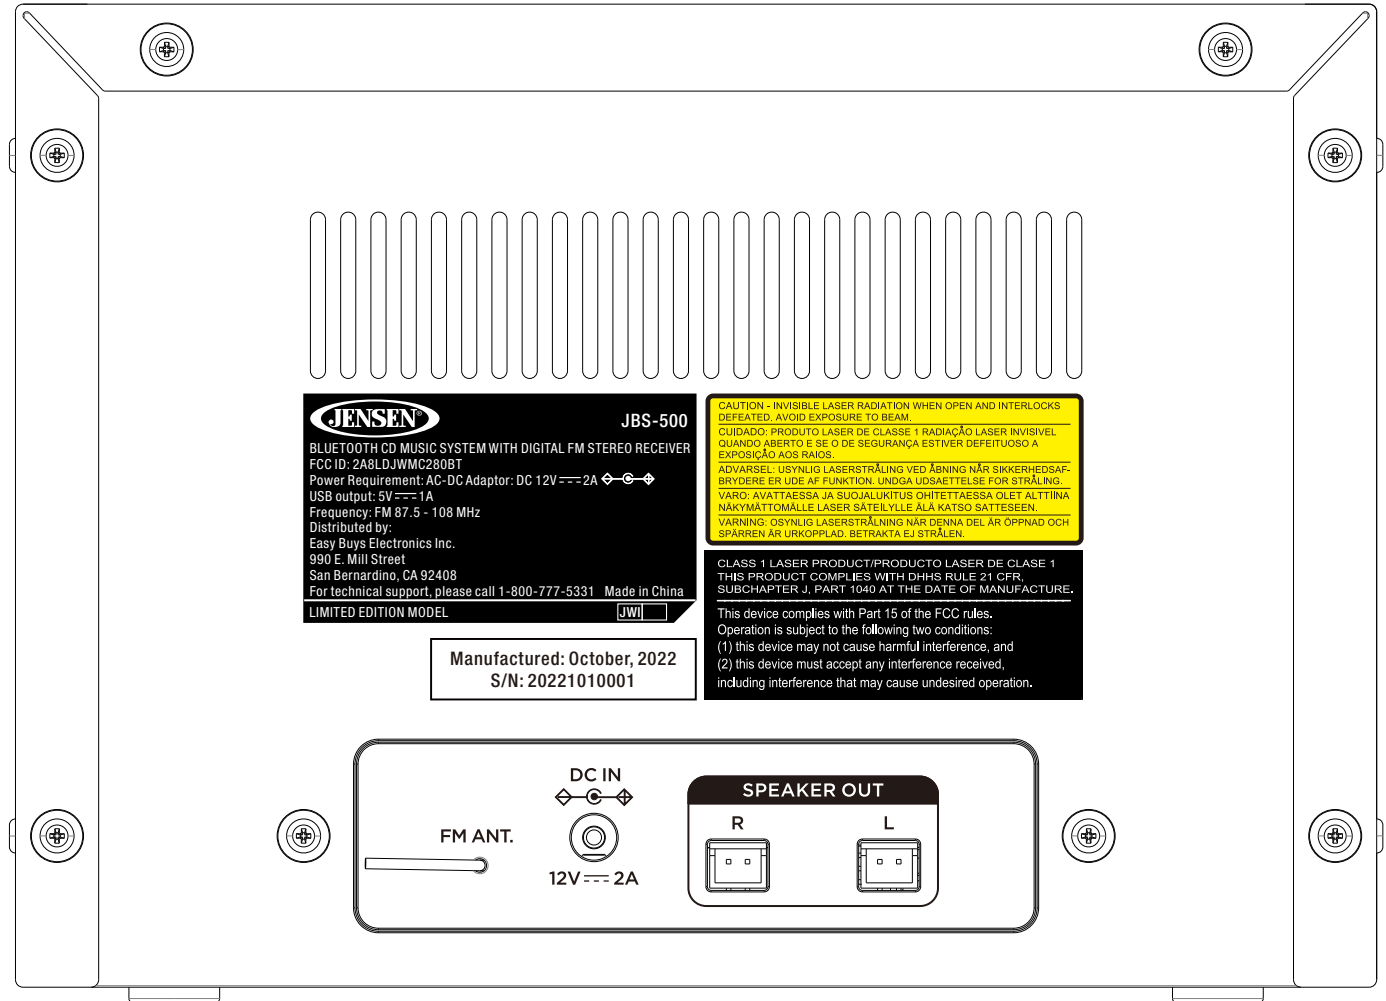 JENSEN®
JBS-500
BLUETOOTH CD MUSIC SYSTEM WITH DIGITAL FM STEREO RECEIVER
FCC ID: 2A8LDJWMC280BT
Power Requirement: AC-DC Adaptor: DC 12V⎓2A
USB output: 5V⎓1A
Frequency: FM 87.5 - 108 MHz
Distributed by:
Easy Buys Electronics Inc.
990 E. Mill Street
San Bernardino, CA 92408
For technical support, please call 1-800-777-5331 Made in China
LIMITED EDITION MODEL
JWI
Manufactured: October, 2022
S/N: 20221010001
CAUTION - INVISIBLE LASER RADIATION WHEN OPEN AND INTERLOCKS
DEFEATED. AVOID EXPOSURE TO BEAM.
CUIDADO: PRODUTO LASER DE CLASSE 1 RADIAÇÃO LASER INVISIVEL
QUANDO ABERTO E SE O DE SEGURANÇA ESTIVER DEFEITUOSO A
EXPOSIÇÃO AOS RAIOS.
ADVARSEL: USYNLIG LASERSTRÅLING VED ÅBNING NÅR SIKKERHEDSAF-
BRYDERE ER UDE AF FUNKTION. UNDGA UDSAETTELSE FOR STRÅLING.
VARO: AVATTAESSA JA SUOJALUKITUS OHITETTAESSA OLET ALTTIINA
NÄKYMÄTTOMÄLLE LASER SÄTEILYLLE ÄLÄ KATSO SATTESEEN.
VARNING: OSYNLIG LASERSTRÅLNING NÄR DENNA DEL ÄR ÖPPNAD OCH
SPÄRREN ÄR URKOPPLAD. BETRAKTA EJ STRÅLEN.
CLASS 1 LASER PRODUCT/PRODUCTO LASER DE CLASE 1
THIS PRODUCT COMPLIES WITH DHHS RULE 21 CFR,
SUBCHAPTER J, PART 1040 AT THE DATE OF MANUFACTURE.
This device complies with Part 15 of the FCC rules.
Operation is subject to the following two conditions:
(1) this device may not cause harmful interference, and
(2) this device must accept any interference received,
including interference that may cause undesired operation.
FM ANT.
DC IN
12V⎓2A
SPEAKER OUT
R
L